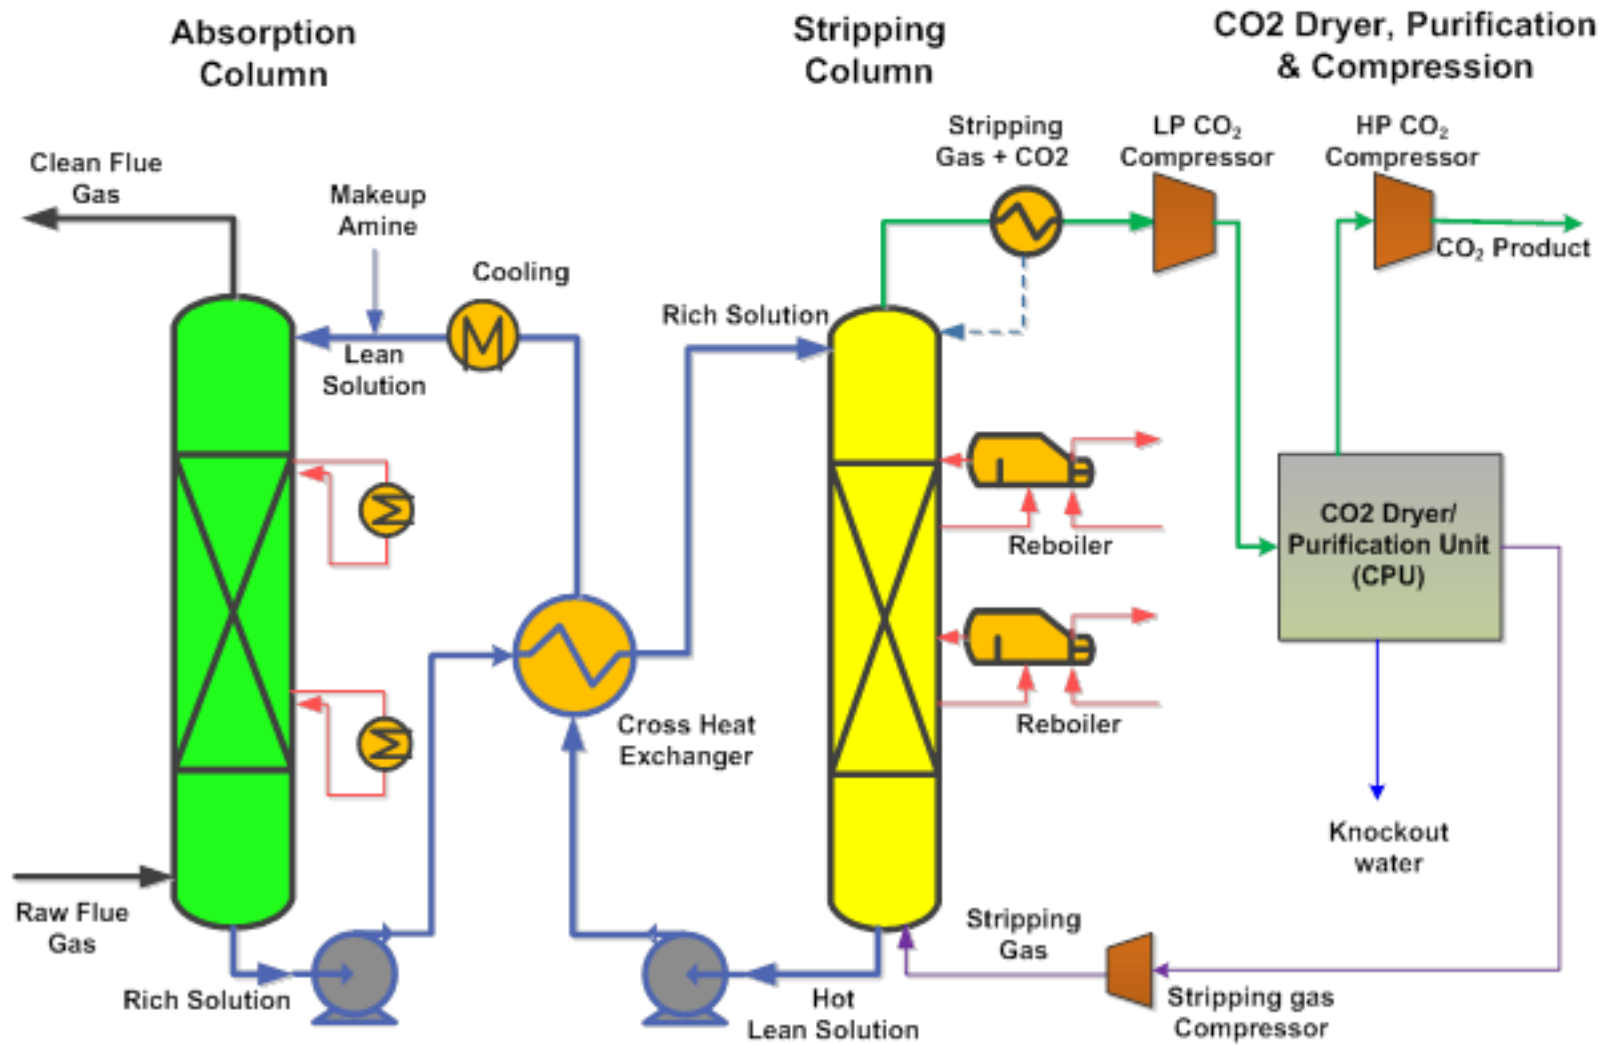 Absorption
Column
Stripping
Column
CO2 Dryer, Purification
& Compression
Clean Flue
Gas
Makeup
Amine
Cooling
Lean
Solution
Rich Solution
Stripping
Gas + CO2
LP CO₂
Compressor
HP CO₂
Compressor
CO₂ Product
Reboiler
Reboiler
CO2 Dryer/
Purification Unit
(CPU)
Knockout
water
Cross Heat
Exchanger
Raw Flue
Gas
Rich Solution
Hot
Lean Solution
Stripping
Gas
Stripping gas
Compressor